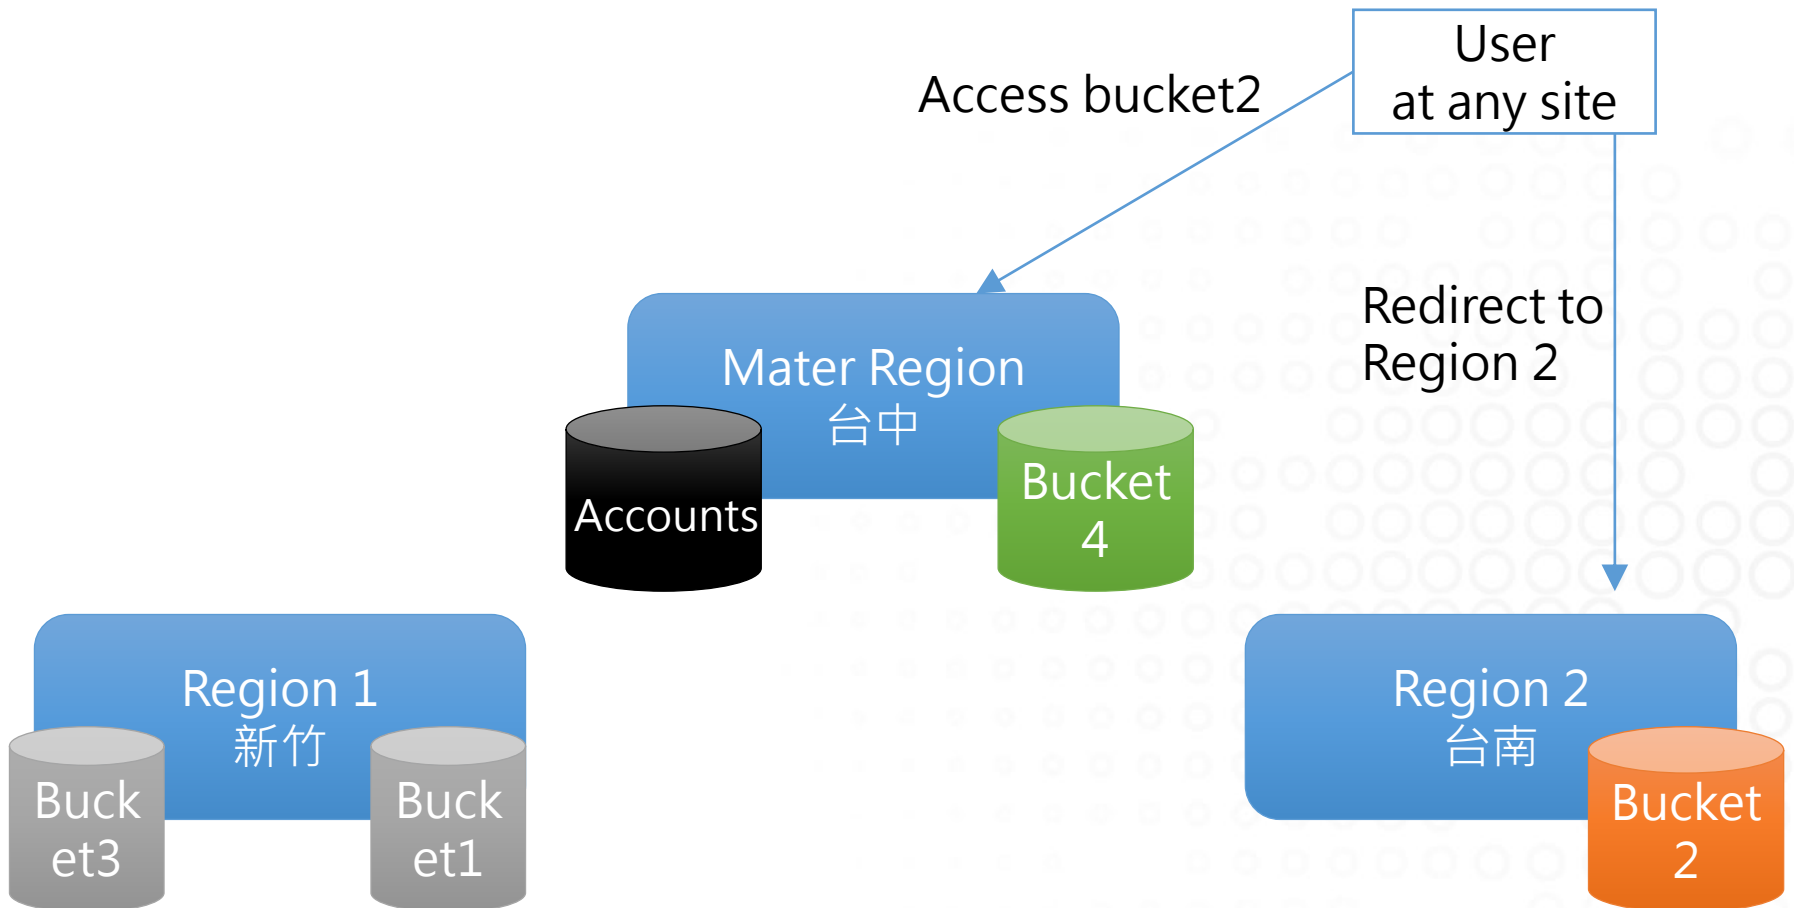 User
at any site
Access bucket2
Redirect to
Region 2
Mater Region
台中
Accounts
Bucket
4
Region 1
新竹
Buck
et3
Buck
et1
Region 2
台南
Bucket
2